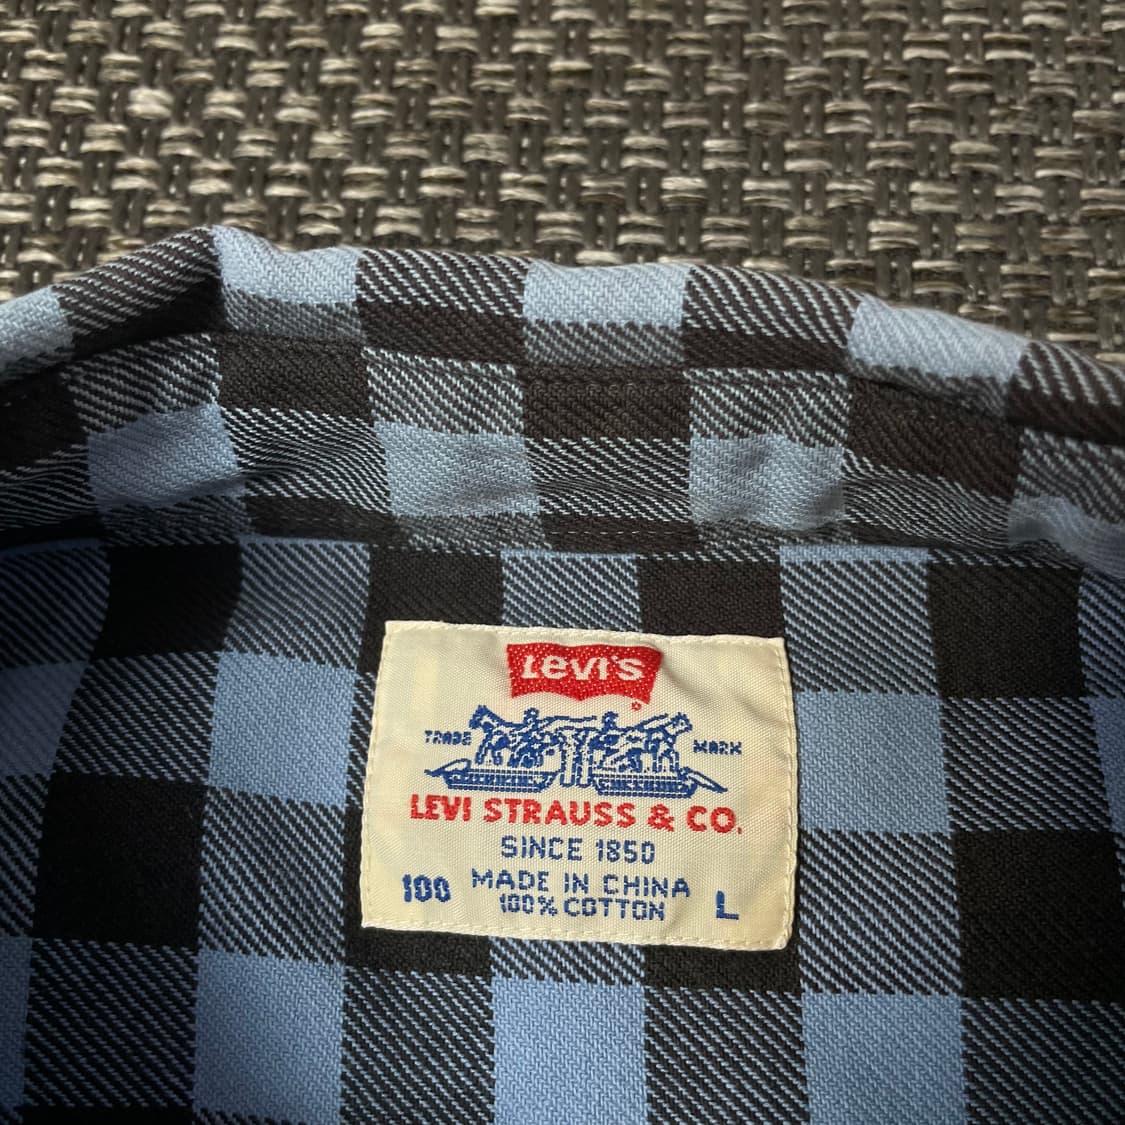 Levi's
TRADE MARK
LEVI STRAUSS & CO.
SINCE 1850
100 MADE IN CHINA L
100% COTTON